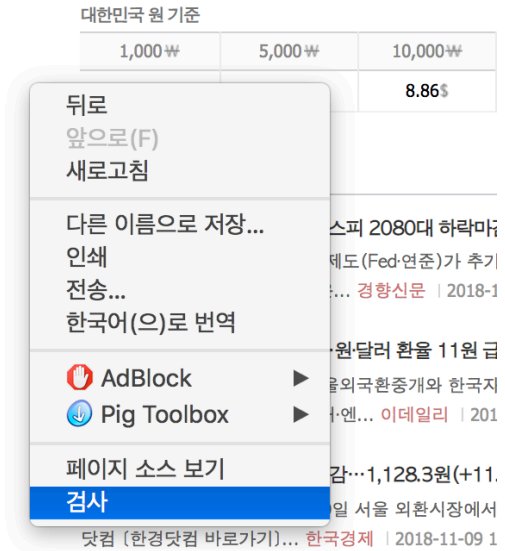 대한민국 원 기준
1,000₩ 5,000₩ 10,000₩
8.86$
뒤로
앞으로(F)
새로고침
다른 이름으로 저장...
스피 2080대 하락마
인쇄
제도(Fed·연준)가 추기
전송...
경향신문 2018-1
한국어(으)로 번역
·원·달러 환율 11원 급
AdBlock
울외국환중개와 한국자
Pig Toolbox
·엔... 이데일리 201
페이지 소스 보기
감…1,128.3원(+11.
검사
일 서울 외환시장에서
닷컴 [한경닷컴 바로가기]... 한국경제 2018-11-09 1